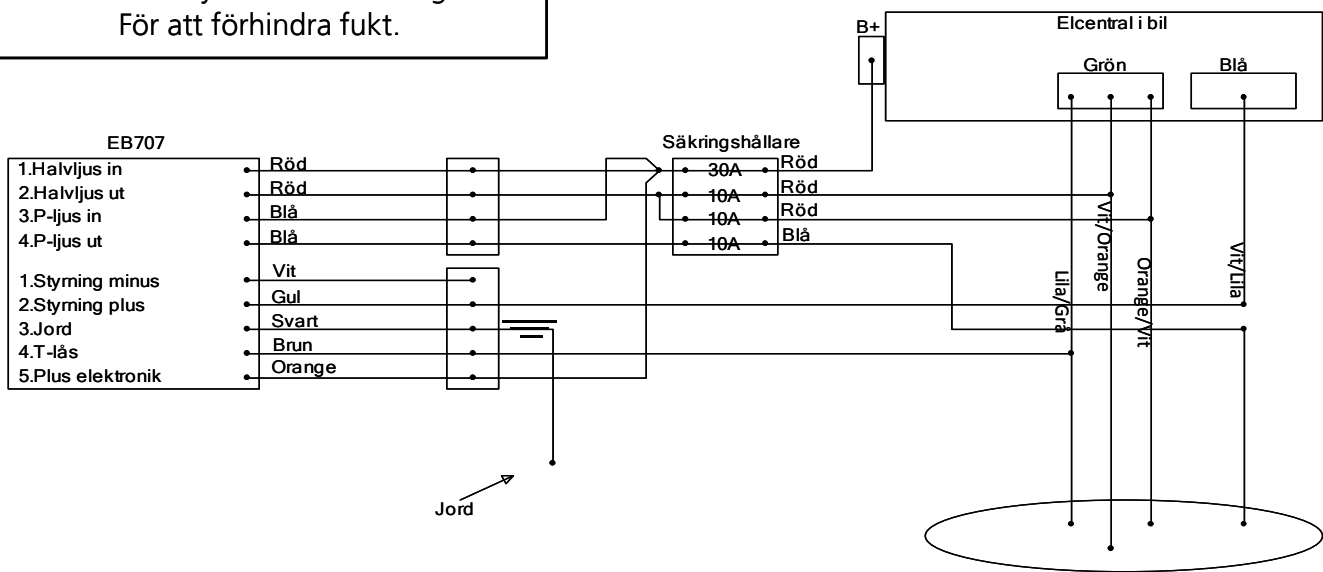 För att förhindra fukt.
B+
Elcentral i bil
Grön
Blå
EB707
Säkringshållare
1.Halvljus in
Röd
30A
Röd
2.Halvljus ut
Röd
10A
Röd
3.P-ljus in
Blå
10A
Röd
4.P-ljus ut
Blå
10A
Blå
1.Styrning minus
Vit
2.Styrning plus
Gul
3.Jord
Svart
4.T-lås
Brun
5.Plus elektronik
Orange
Lila/Grå
Vit/Orange
Orange/Vit
Vit/Lila
Jord